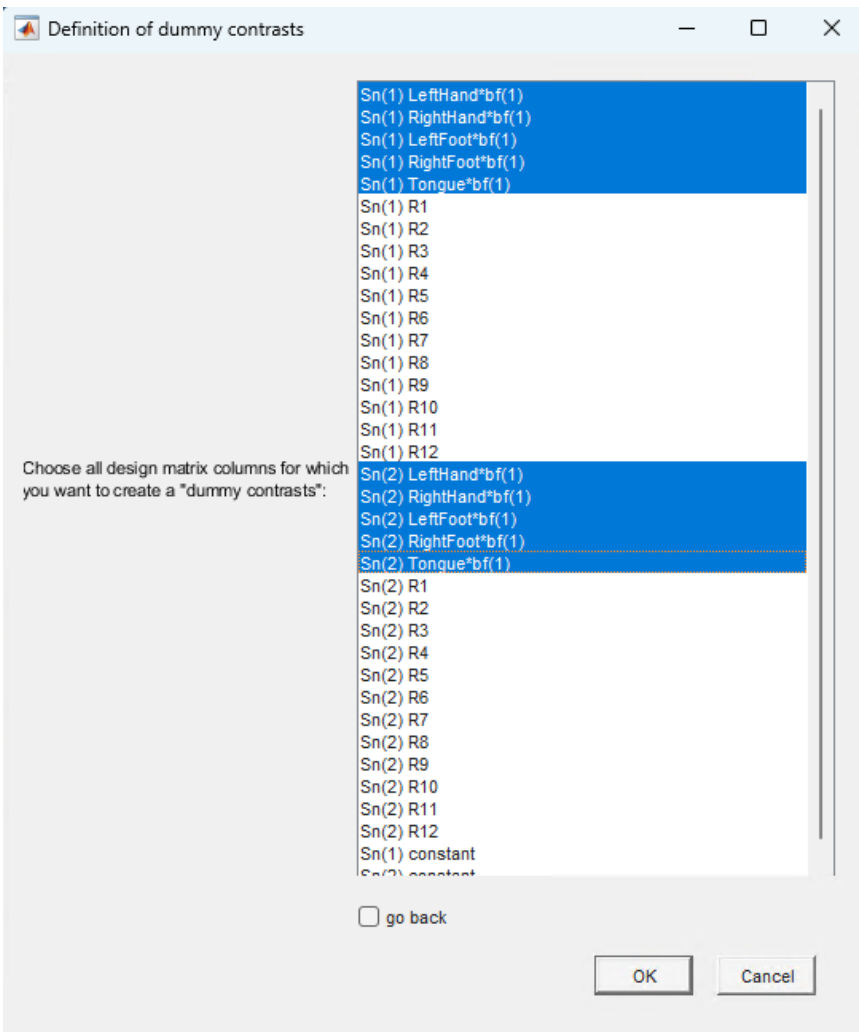 Definition of dummy contrasts
Sn(1) LeftHand*bf(1)
Sn(1) RightHand*bf(1)
Sn(1) LeftFoot*bf(1)
Sn(1) RightFoot*bf(1)
Sn(1) Tongue*bf(1)
Sn(1) R1
Sn(1) R2
Sn(1) R3
Sn(1) R4
Sn(1) R5
Sn(1) R6
Sn(1) R7
Sn(1) R8
Sn(1) R9
Sn(1) R10
Sn(1) R11
Sn(1) R12
Choose all design matrix columns for which
you want to create a "dummy contrasts":
Sn(2) LeftHand*bf(1)
Sn(2) RightHand*bf(1)
Sn(2) LeftFoot*bf(1)
Sn(2) RightFoot*bf(1)
Sn(2) Tongue*bf(1)
Sn(2) R1
Sn(2) R2
Sn(2) R3
Sn(2) R4
Sn(2) R5
Sn(2) R6
Sn(2) R7
Sn(2) R8
Sn(2) R9
Sn(2) R10
Sn(2) R11
Sn(2) R12
Sn(1) constant
Sn(2) constant
go back
OK
Cancel